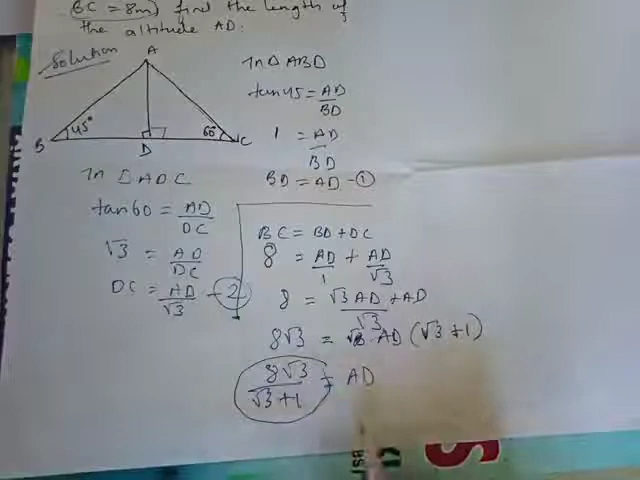 BC = 8m) find the length of
the altitude AD.
Solution
A
B
45°
D
60°
C
In Δ ABD
tan45 = AD/BD
1 = AD/BD
BD = AD - ①
In Δ ADC
tan60 = AD/DC
√3 = AD/DC
DC = AD/√3 - ②
BC = BD + DC
8 = AD/1 + AD/√3
8 = √3 AD + AD/√3
8√3 = AD (√3 + 1)
8√3/√3+1 = AD
S